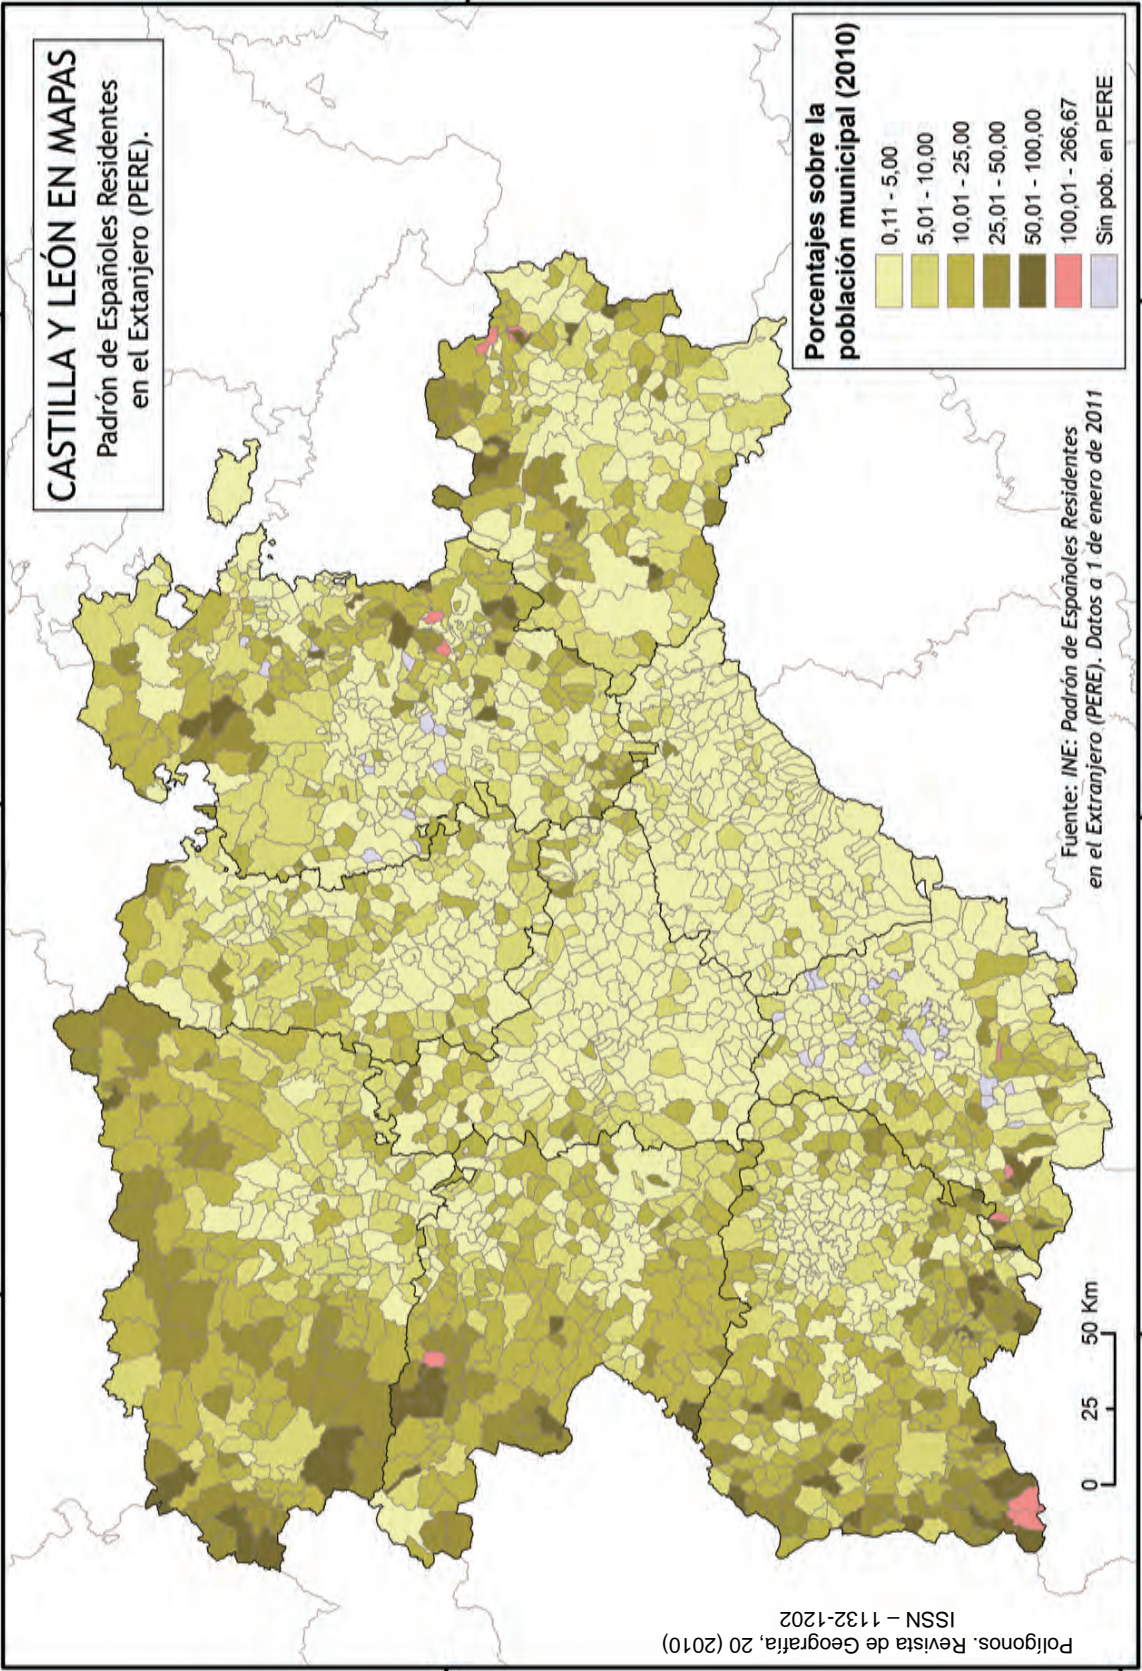 CASTILLA Y LEÓN EN MAPAS
Padrón de Españoles Residentes
en el Extanjero (PERE).
Porcentajes sobre la
población municipal (2010)
0,11 - 5,00
5,01 - 10,00
10,01 - 25,00
25,01 - 50,00
50,01 - 100,00
100,01 - 266,67
Sin pob. en PERE
Fuente: INE: Padrón de Españoles Residentes
en el Extranjero (PERE). Datos a 1 de enero de 2011
0 25 50 Km
Polígonos. Revista de Geografía, 20 (2010)
ISSN – 1132-1202